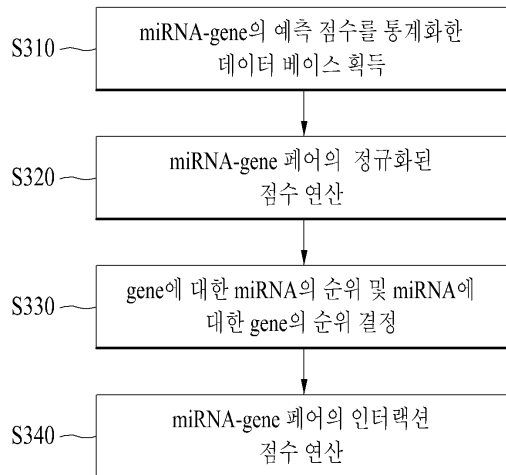 S310
miRNA-gene의 예측 점수를 통계화한
데이터 베이스 획득
S320
miRNA-gene 페어의 정규화된
점수 연산
S330
gene에 대한 miRNA의 순위 및 miRNA에
대한 gene의 순위 결정
S340
miRNA-gene 페어의 인터랙션
점수 연산